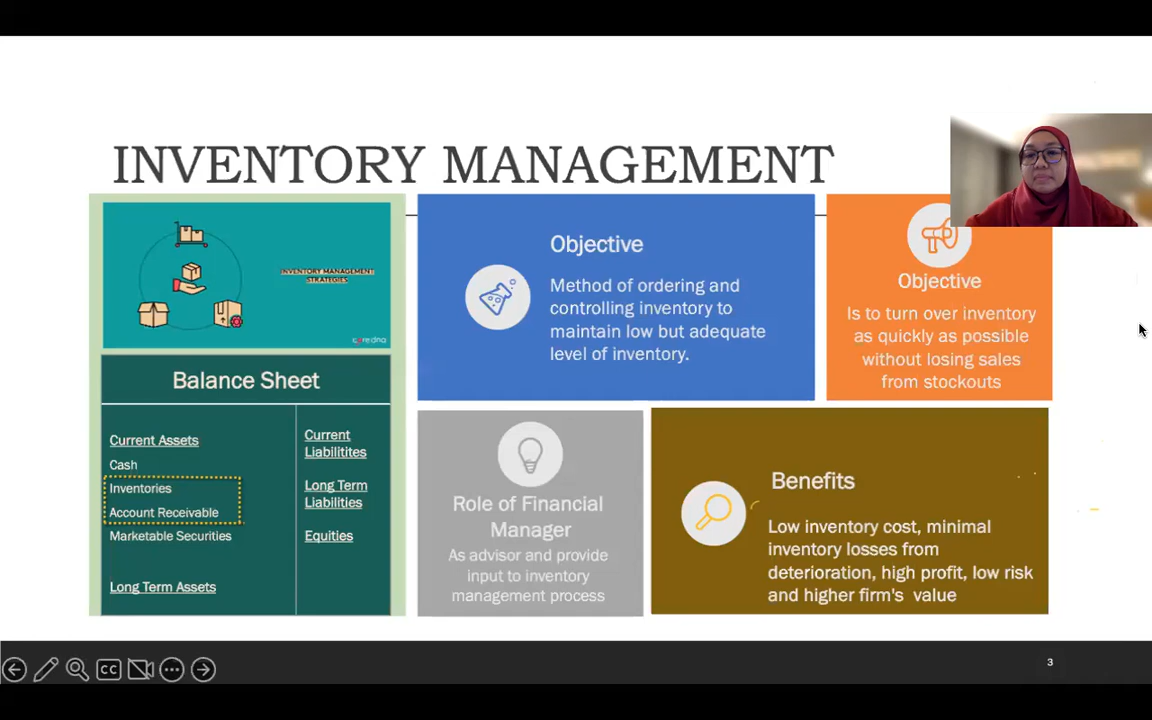 INVENTORY MANAGEMENT
INVENTORY MANAGEMENT
STRATEGIES
core dna
Balance Sheet
Current Assets
Cash
Inventories
Account Receivable
Marketable Securities
Long Term Assets
Current
Liabilitites
Long Term
Liabilities
Equities
Objective
Method of ordering and
controlling inventory to
maintain low but adequate
level of inventory.
Objective
Is to turn over inventory
as quickly as possible
without losing sales
from stockouts
Role of Financial
Manager
As advisor and provide
input to inventory
management process
Benefits
Low inventory cost, minimal
inventory losses from
deterioration, high profit, low risk
and higher firm's value
CC
3